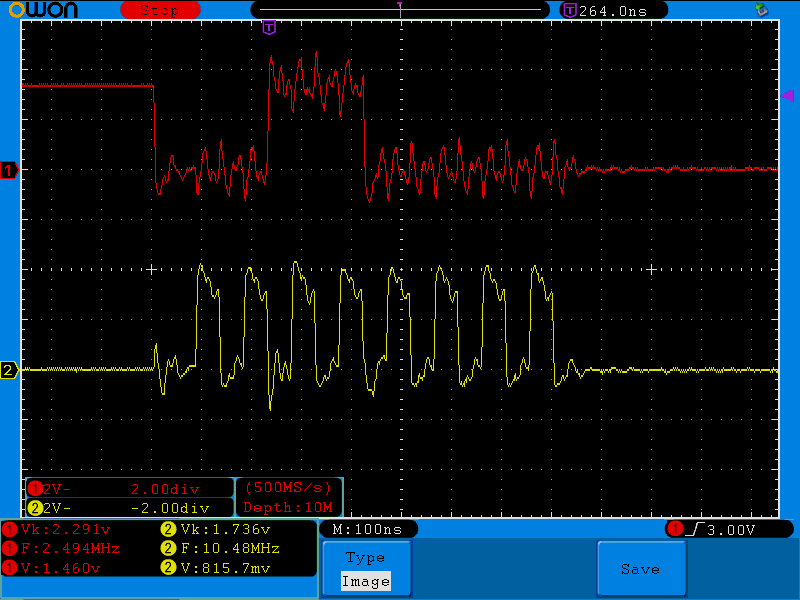 OWON
Stop
T
T 264.0ns
1
2
1 2V- 2.00div
2 2V- -2.00div
(500MS/s)
Depth:10M
1 Vk:2.291v 2 Vk:1.736v
1 F:2.494MHz 2 F:10.48MHz
1 V:1.460v 2 V:815.7mv
M:100ns
1 3.00V
Type
Image
Save